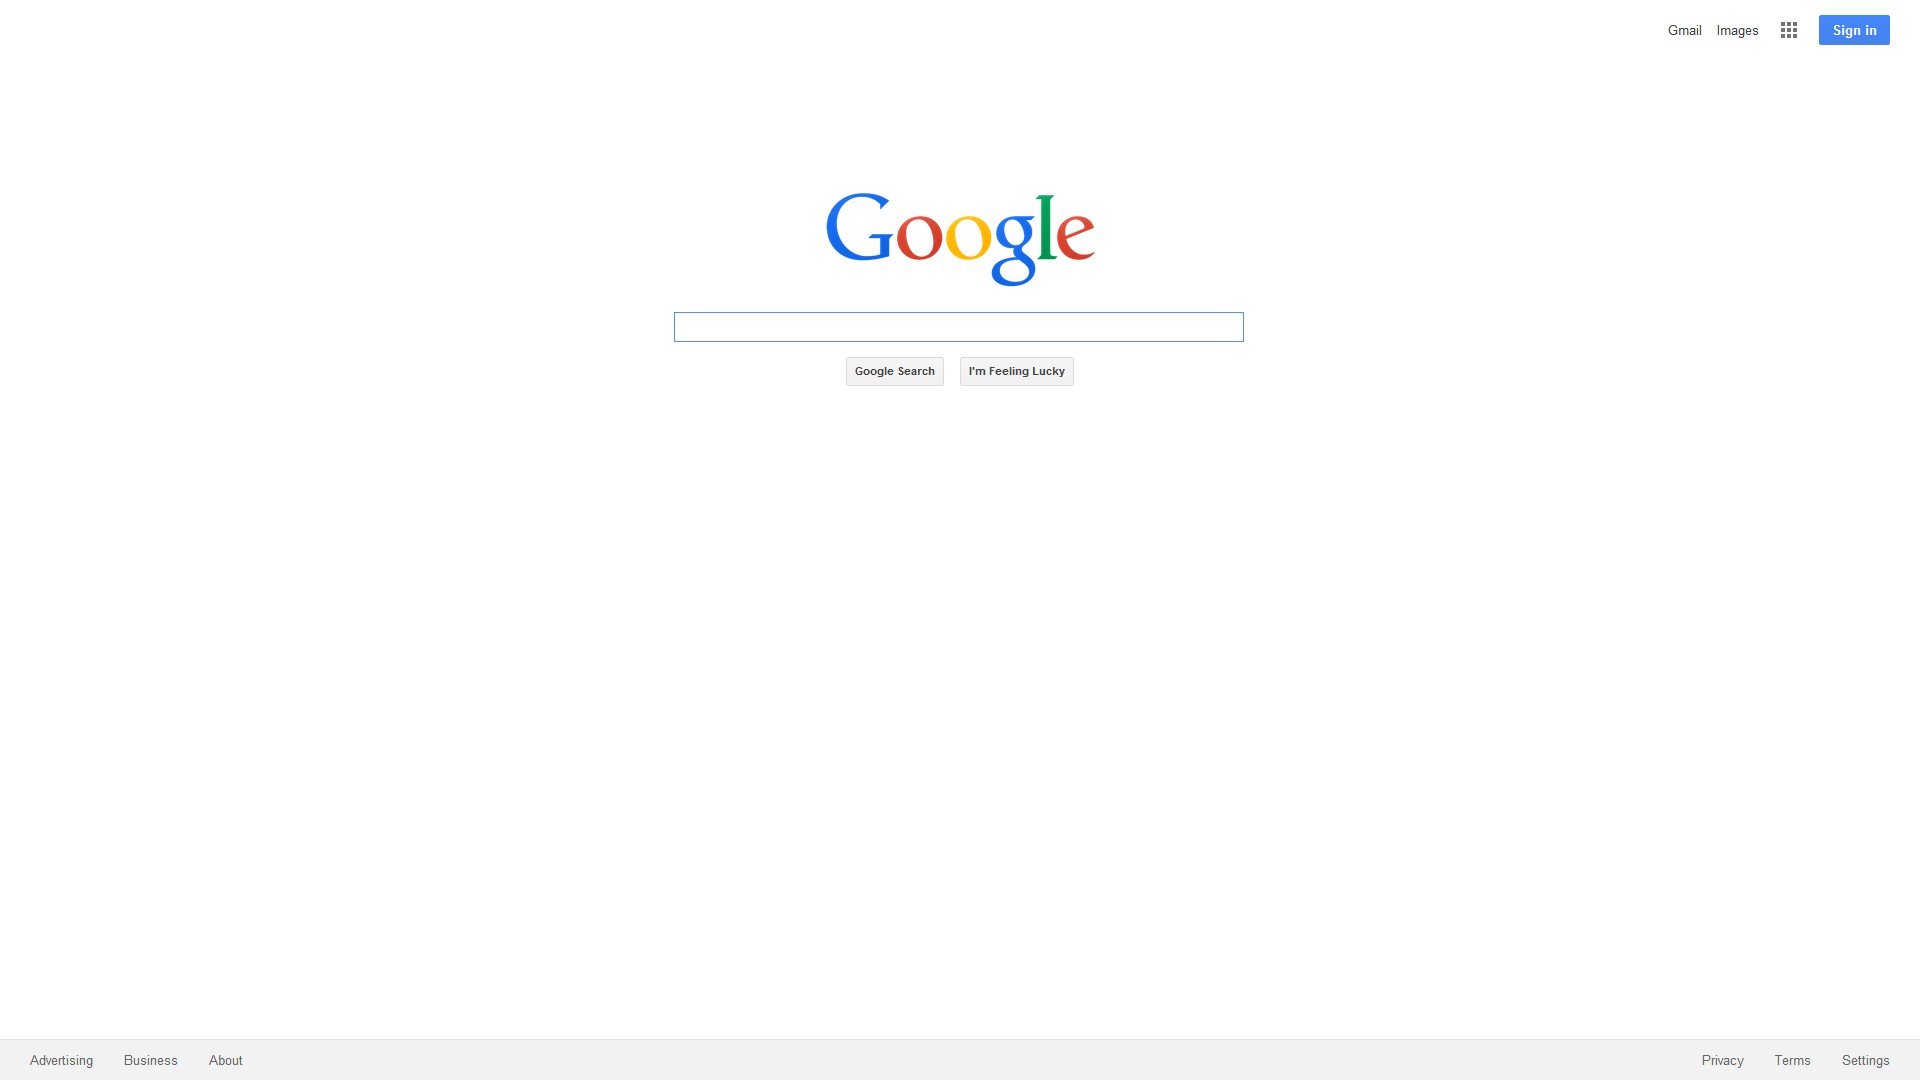 Gmail Images Sign in
Google
Google Search I'm Feeling Lucky
Advertising Business About Privacy Terms Settings